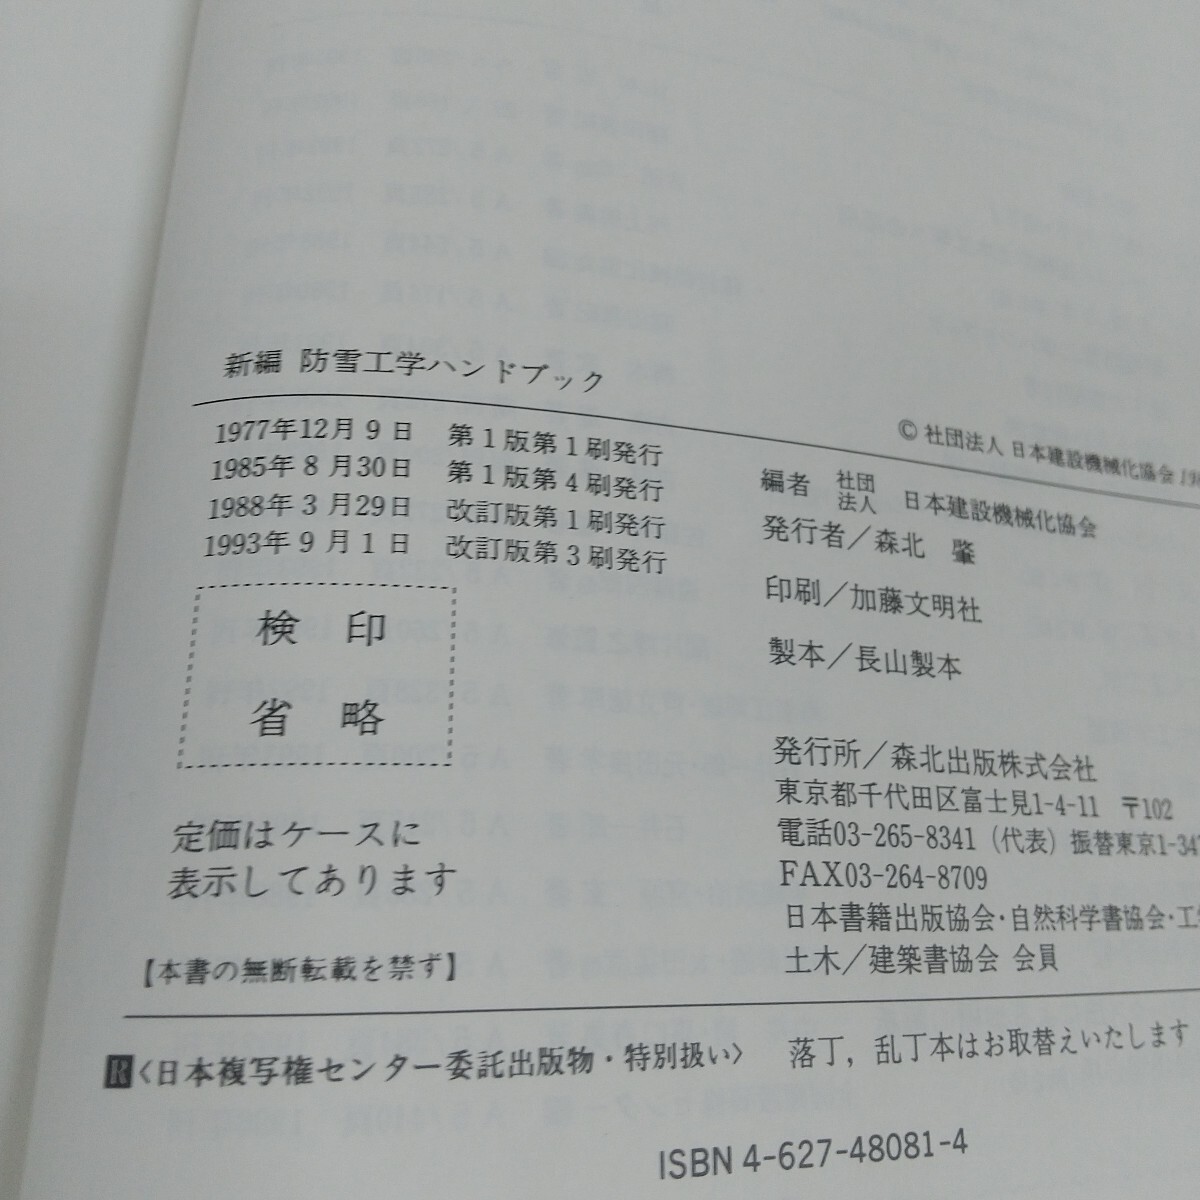 新編 防雪工学ハンドブック
© 社団法人 日本建設機械化協会
1977年12月9日 第1版第1刷発行
1985年8月30日 第1版第4刷発行
1988年3月29日 改訂版第1刷発行
1993年9月1日 改訂版第3刷発行
編者 社団法人 日本建設機械化協会
発行者／森北 肇
印刷／加藤文明社
製本／長山製本
検印
省略
定価はケースに
表示してあります
【本書の無断転載を禁ず】
発行所／森北出版株式会社
東京都千代田区富士見1-4-11 〒102
電話03-265-8341（代表）振替東京1-347
FAX03-264-8709
日本書籍出版協会・自然科学書協会・工
土木／建築書協会 会員
R〈日本複写権センター委託出版物・特別扱い〉 落丁，乱丁本はお取替えいたします
ISBN 4-627-48081-4